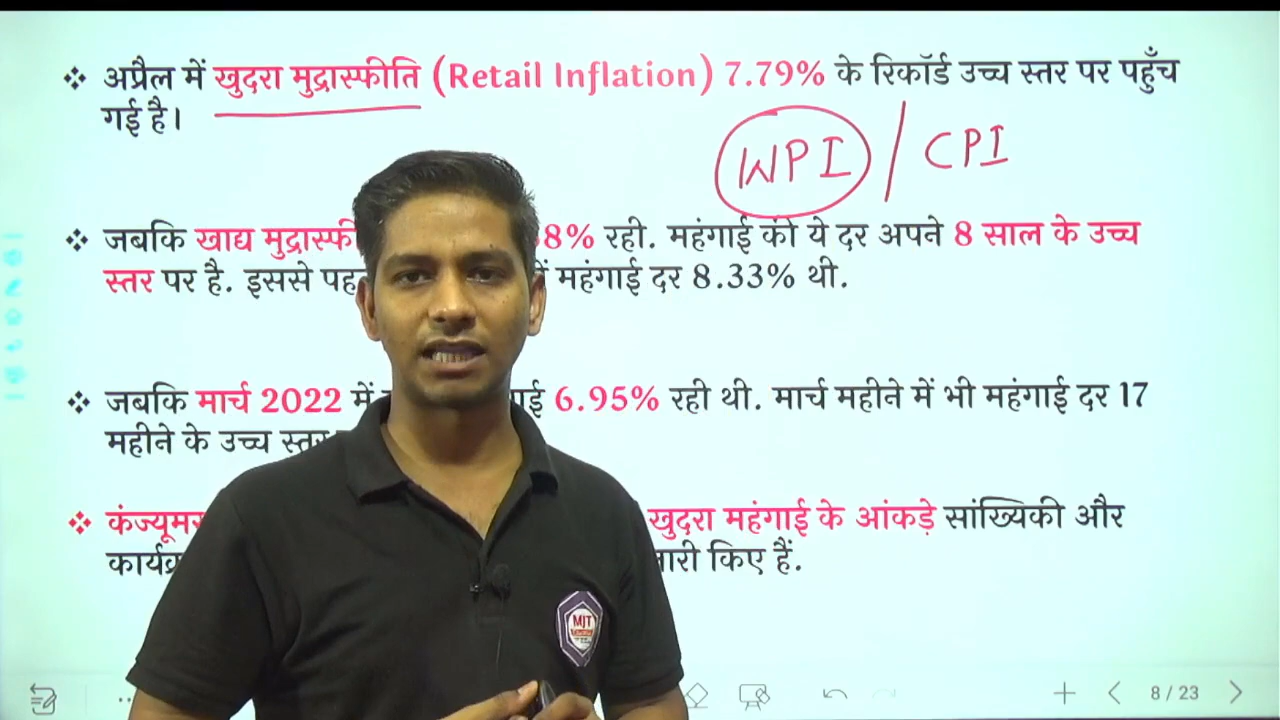 ❖ अप्रैल में खुदरा मुद्रास्फीति (Retail Inflation) 7.79% के रिकॉर्ड उच्च स्तर पर पहुँच
गई है।
WPI / CPI
❖ जबकि खाद्य 8% रही. महंगाई की ये दर अपने 8 साल के उच्च
स्तर पर है. इससे महंगाई दर 8.33% थी.
❖ जबकि मार्च 2022 में 6.95% रही थी. मार्च महीने में भी महंगाई दर 17
महीने के उच्च
❖ खुदरा महंगाई के आंकड़े सांख्यिकी और
किए हैं.
MJT
8 / 23